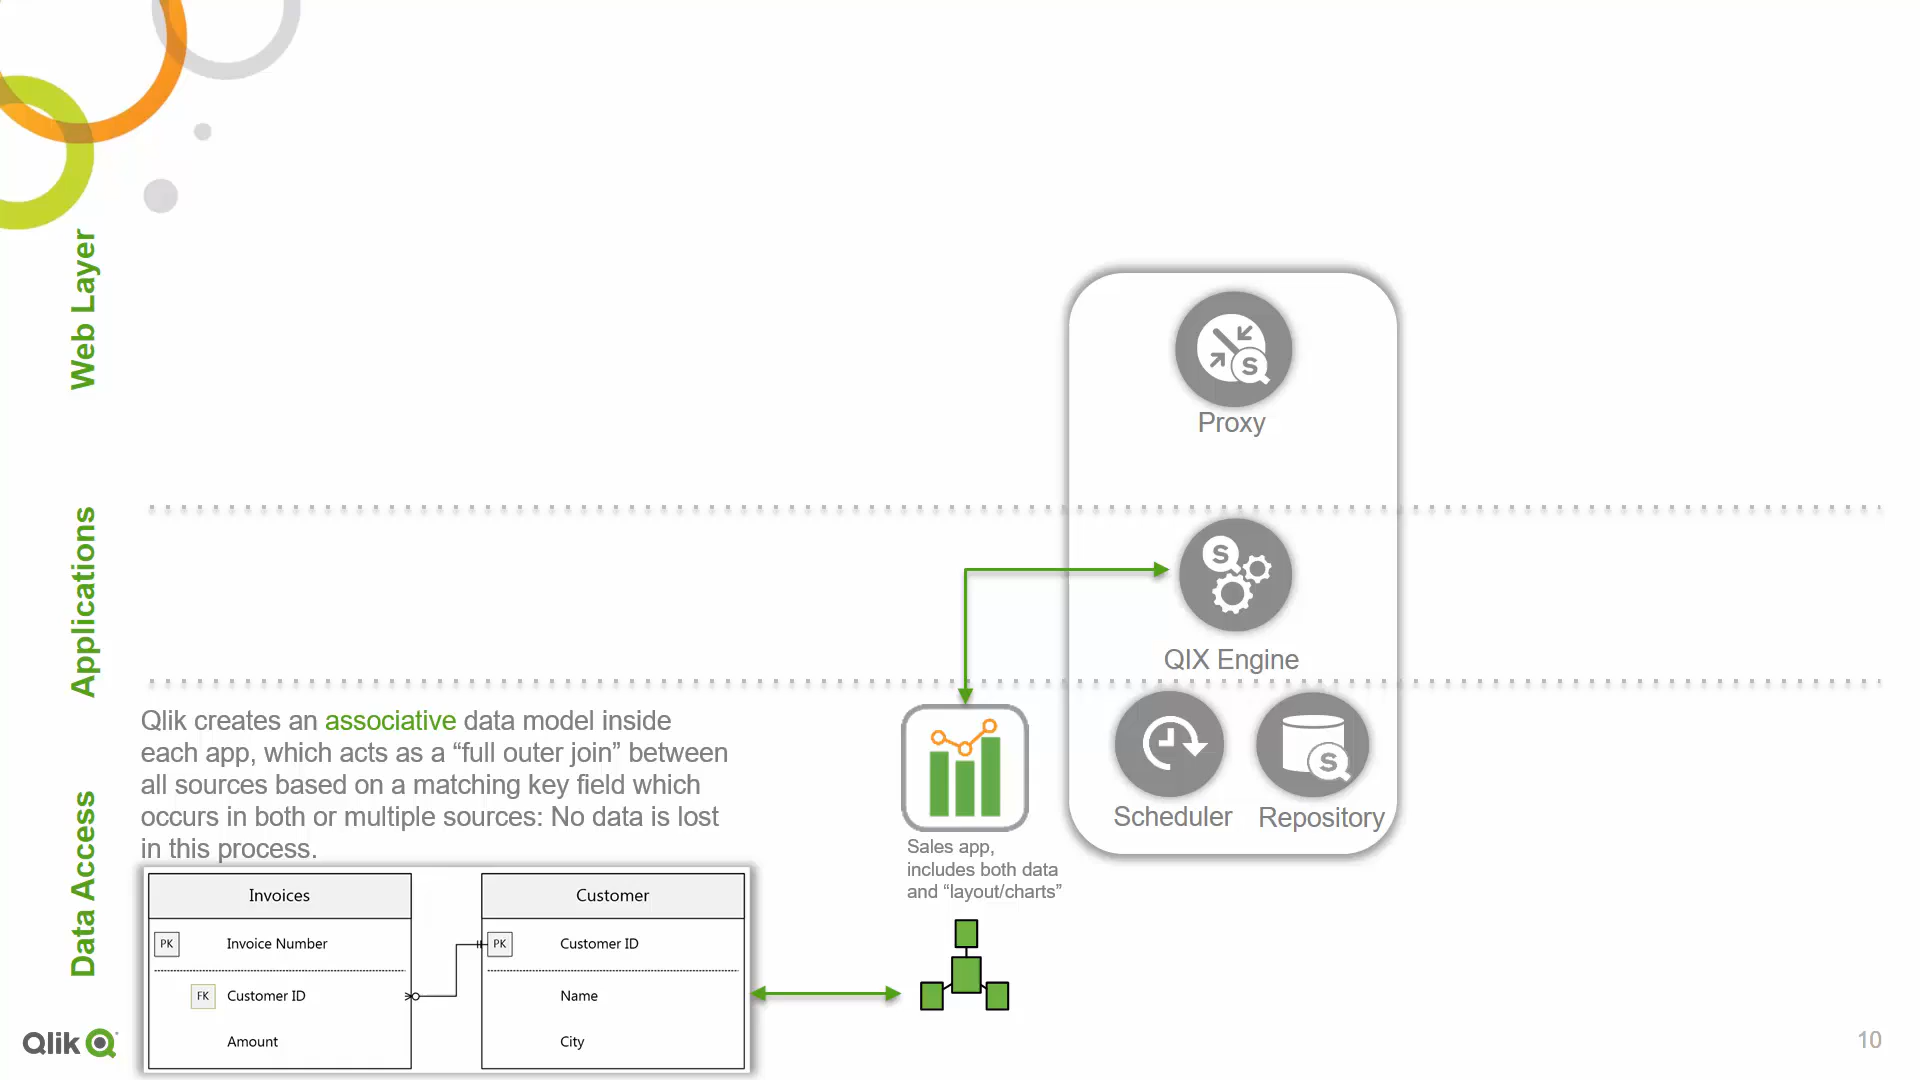 Web Layer
Proxy
Applications
QIX Engine
Scheduler
Repository
Data Access
Qlik creates an associative data model inside
each app, which acts as a “full outer join” between
all sources based on a matching key field which
occurs in both or multiple sources: No data is lost
in this process.
Sales app,
includes both data
and “layout/charts”
Invoices
PK Invoice Number
FK Customer ID
Amount
Customer
PK Customer ID
Name
City
Qlik
10
S
S
S